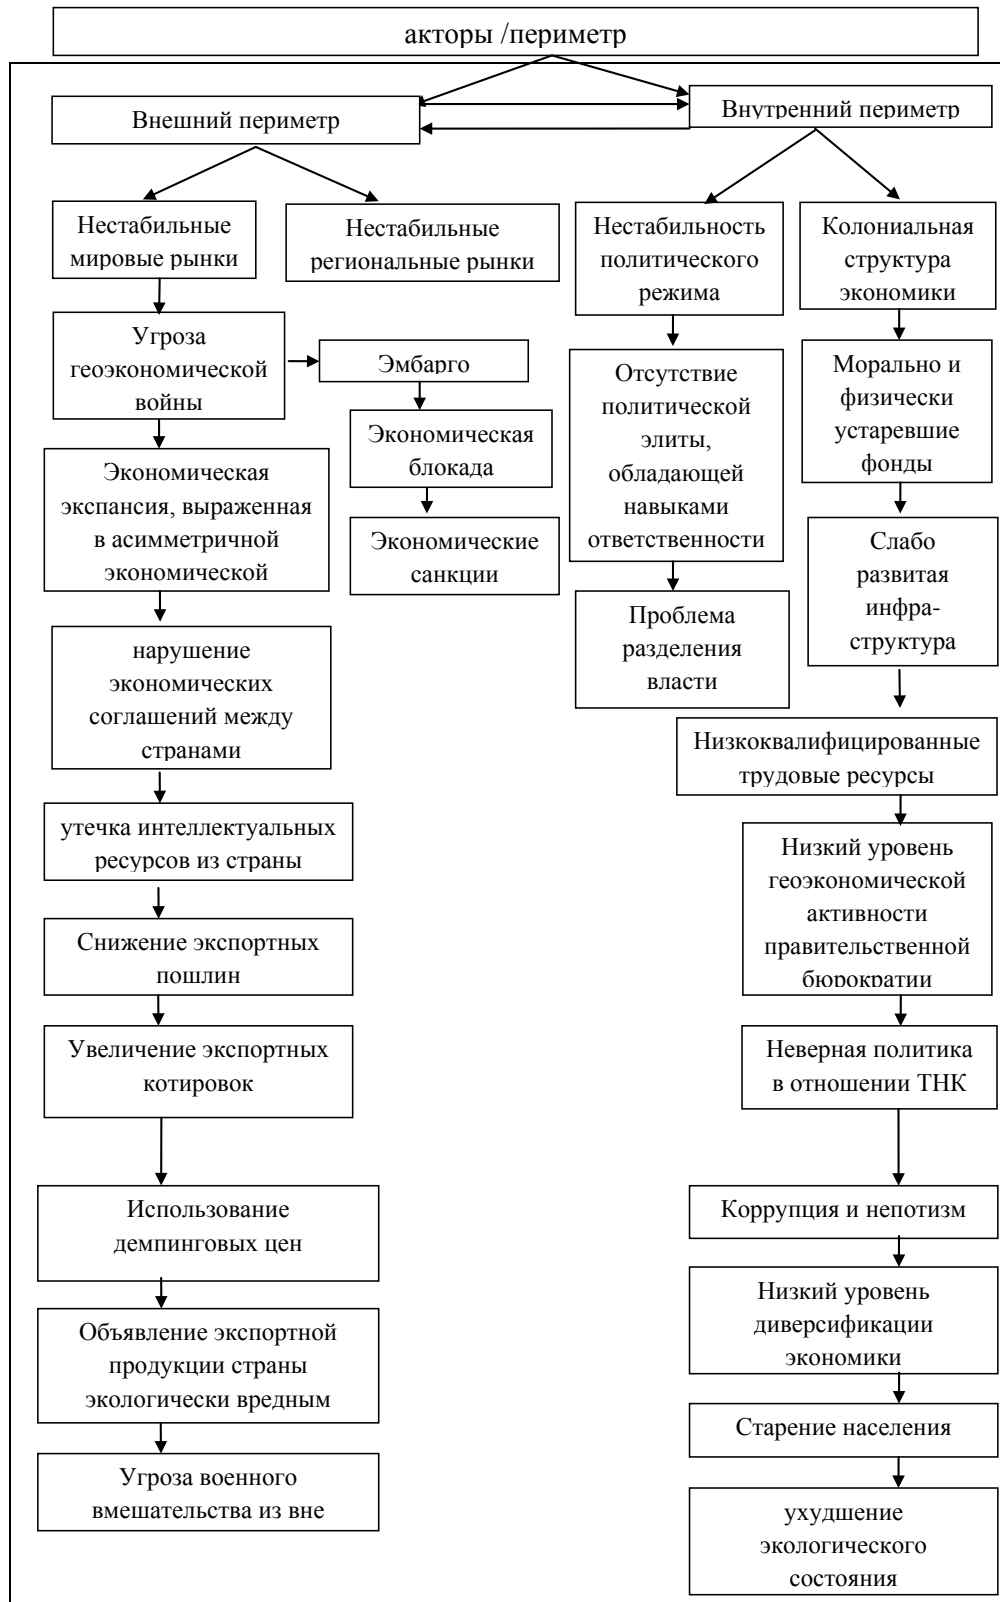 акторы /периметр
Внешний периметр
Внутренний периметр
Нестабильные
мировые рынки
Нестабильные
региональные рынки
Нестабильность
политического
режима
Колониальная
структура
экономики
Угроза
геоэкономической
войны
Эмбарго
Экономическая
блокада
Экономические
санкции
Отсутствие
политической
элиты,
обладающей
навыками
ответственности
Морально и
физически
устаревшие
фонды
Экономическая
экспансия, выраженная
в асимметричной
экономической
Слабо
развитая
инфра-
структура
Проблема
разделения
власти
нарушение
экономических
соглашений между
странами
Низкоквалифицированные
трудовые ресурсы
утечка интеллектуальных
ресурсов из страны
Низкий уровень
геоэкономической
активности
правительственной
бюрократии
Снижение экспортных
пошлин
Увеличение экспортных
котировок
Неверная политика
в отношении ТНК
Использование
демпинговых цен
Коррупция и непотизм
Объявление экспортной
продукции страны
экологически вредным
Низкий уровень
диверсификации
экономики
Угроза военного
вмешательства из вне
Старение населения
ухудшение
экологического
состояния